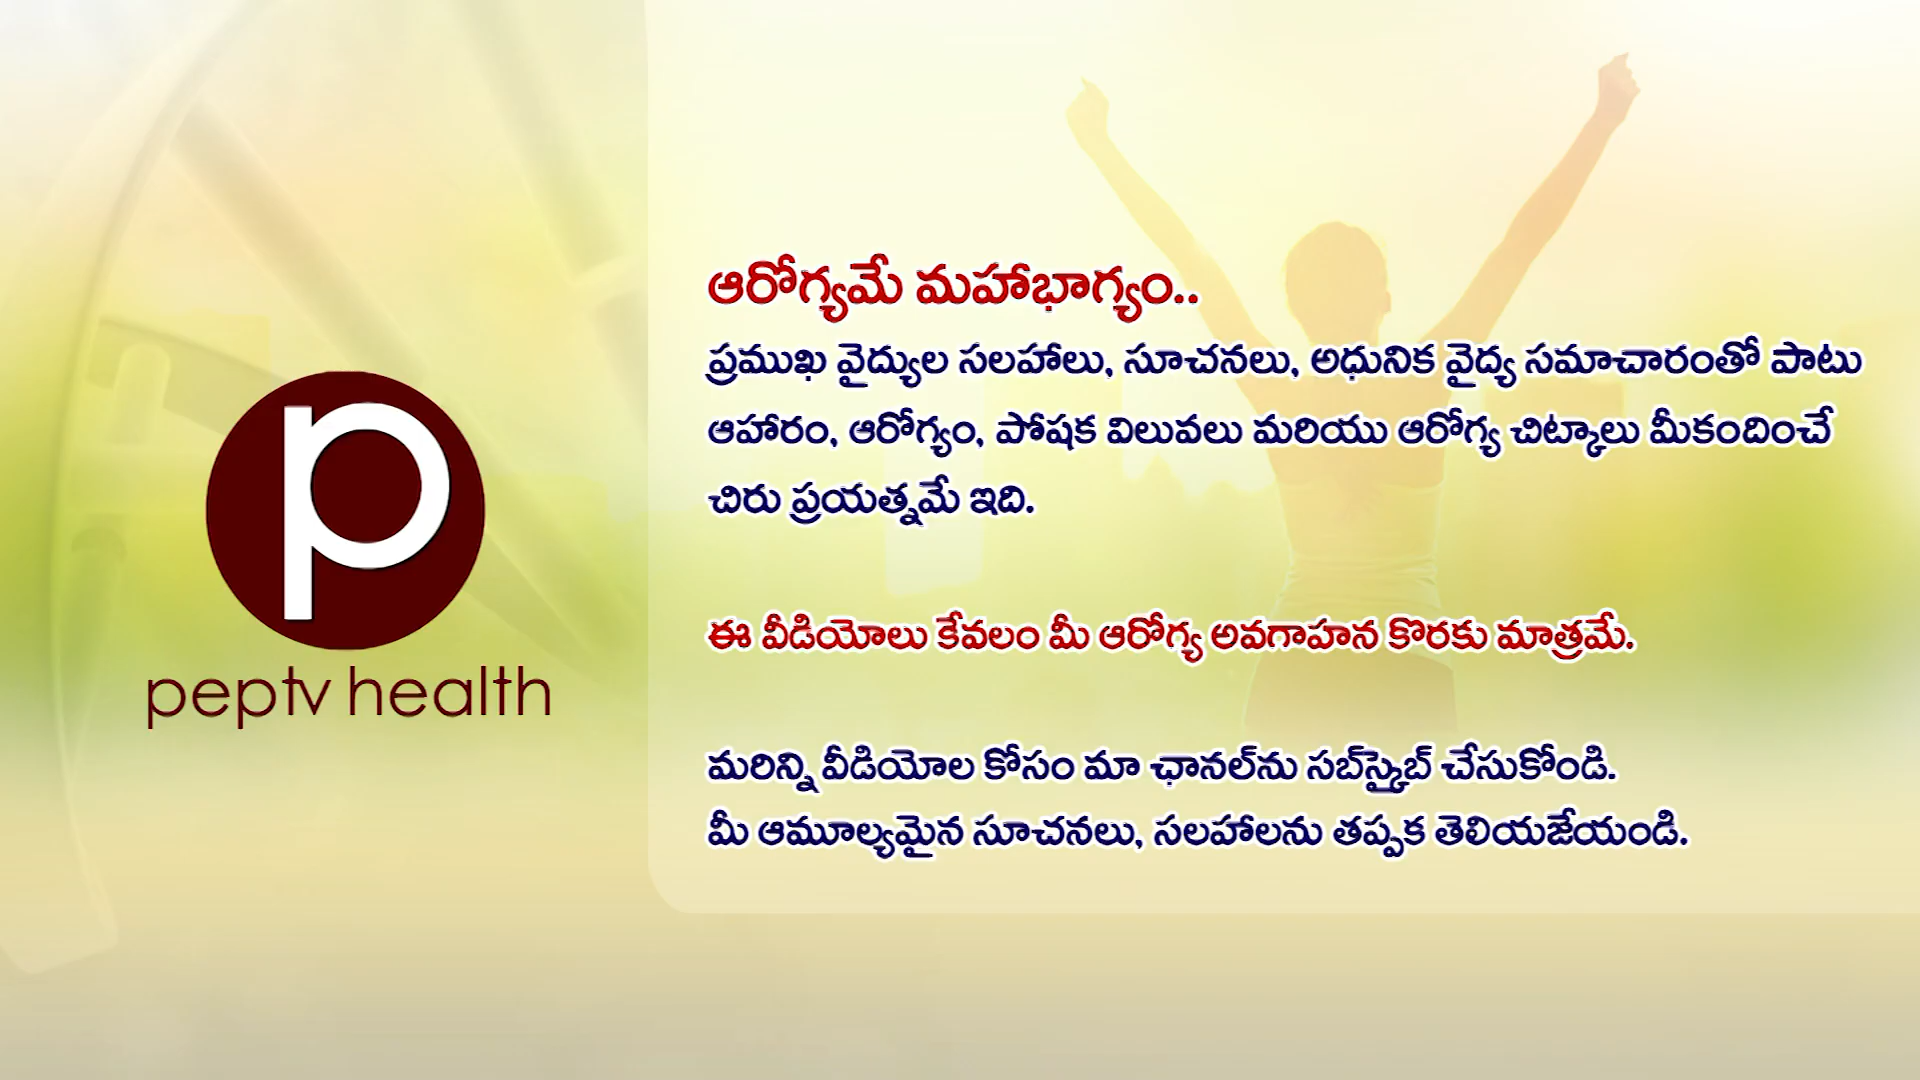 peptv health
ఆరోగ్యమే మహాభాగ్యం..
ప్రముఖ వైద్యుల సలహాలు, సూచనలు, అధునిక వైద్య సమాచారంతో పాటు
ఆహారం, ఆరోగ్యం, పోషక విలువలు మరియు ఆరోగ్య చిట్కాలు మీకందించే
చిరు ప్రయత్నమే ఇది.
ఈ వీడియోలు కేవలం మీ ఆరోగ్య అవగాహన కొరకు మాత్రమే.
మరిన్ని వీడియోల కోసం మా ఛానల్‌ను సబ్‌స్క్రైబ్ చేసుకోండి.
మీ ఆమూల్యమైన సూచనలు, సలహాలను తప్పక తెలియజేయండి.